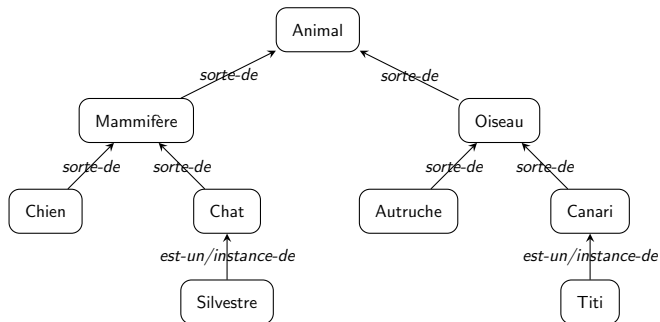 Animal
sorte-de sorte-de
Mammifère Oiseau
sorte-de sorte-de sorte-de sorte-de
Chien Chat Autruche Canari
est-un/instance-de est-un/instance-de
Silvestre Titi